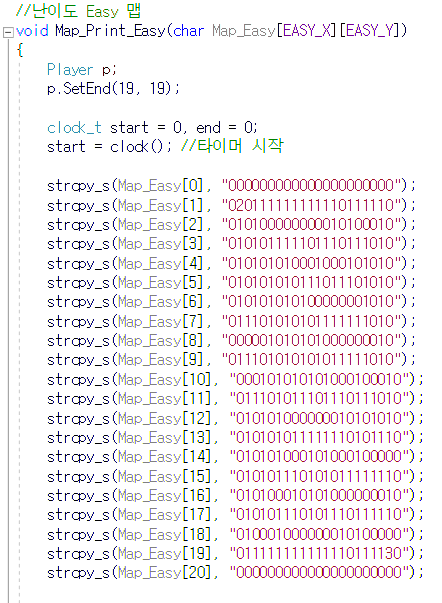 //난이도 Easy 맵
void Map_Print_Easy(char Map_Easy[EASY_X][EASY_Y])
{
Player p;
p.SetEnd(19, 19);
clock_t start = 0, end = 0;
start = clock(); //타이머 시작
strcpy_s(Map_Easy[0], "000000000000000000000");
strcpy_s(Map_Easy[1], "020111111111110111110");
strcpy_s(Map_Easy[2], "010100000000010100010");
strcpy_s(Map_Easy[3], "010101111101110111010");
strcpy_s(Map_Easy[4], "010101010001000101010");
strcpy_s(Map_Easy[5], "010101010111011101010");
strcpy_s(Map_Easy[6], "010101010100000001010");
strcpy_s(Map_Easy[7], "011101010101111111010");
strcpy_s(Map_Easy[8], "000001010101000000010");
strcpy_s(Map_Easy[9], "011101010101011111010");
strcpy_s(Map_Easy[10], "000101010101000100010");
strcpy_s(Map_Easy[11], "011101011101110111010");
strcpy_s(Map_Easy[12], "010101000000010101010");
strcpy_s(Map_Easy[13], "010101111111110101110");
strcpy_s(Map_Easy[14], "010101000101000100000");
strcpy_s(Map_Easy[15], "010101110101011111110");
strcpy_s(Map_Easy[16], "010100010101000000010");
strcpy_s(Map_Easy[17], "010101110101110111110");
strcpy_s(Map_Easy[18], "010001000000010100000");
strcpy_s(Map_Easy[19], "011111111111110111130");
strcpy_s(Map_Easy[20], "000000000000000000000");